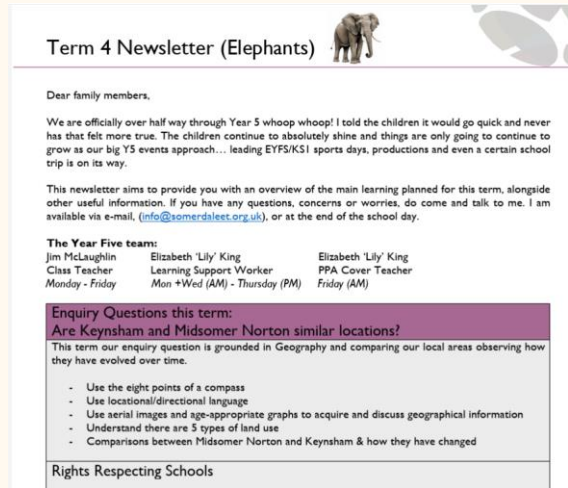 Term 4 Newsletter (Elephants)
Dear family members,
We are officially over half way through Year 5 whoop whoop! I told the children it would go quick and never
has that felt more true. The children continue to absolutely shine and things are only going to continue to
grow as our big Y5 events approach… leading EYFS/KS1 sports days, productions and even a certain school
trip is on its way.
This newsletter aims to provide you with an overview of the main learning planned for this term, alongside
other useful information. If you have any questions, concerns or worries, do come and talk to me. I am
available via e-mail, (info@somerdaleet.org.uk), or at the end of the school day.
The Year Five team:
Jim McLaughlin Elizabeth 'Lily' King Elizabeth 'Lily' King
Class Teacher Learning Support Worker PPA Cover Teacher
Monday - Friday Mon +Wed (AM) - Thursday (PM) Friday (AM)
Enquiry Questions this term:
Are Keynsham and Midsomer Norton similar locations?
This term our enquiry question is grounded in Geography and comparing our local areas observing how
they have evolved over time.
- Use the eight points of a compass
- Use locational/directional language
- Use aerial images and age-appropriate graphs to acquire and discuss geographical information
- Understand there are 5 types of land use
- Comparisons between Midsomer Norton and Keynsham & how they have changed
Rights Respecting Schools